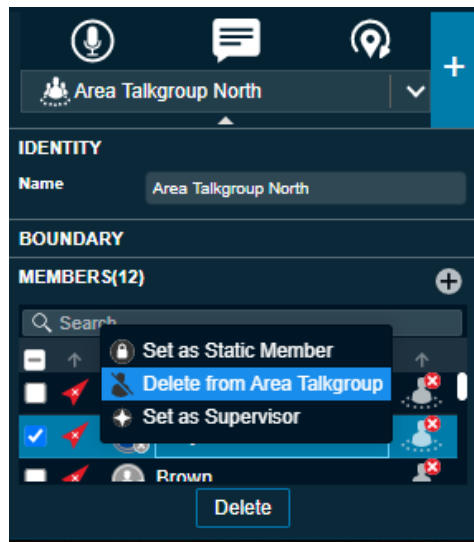 Area Talkgroup North
+
IDENTITY
Name
Area Talkgroup North
BOUNDARY
MEMBERS(12)
Search
Set as Static Member
Delete from Area Talkgroup
Set as Supervisor
Brown
Delete